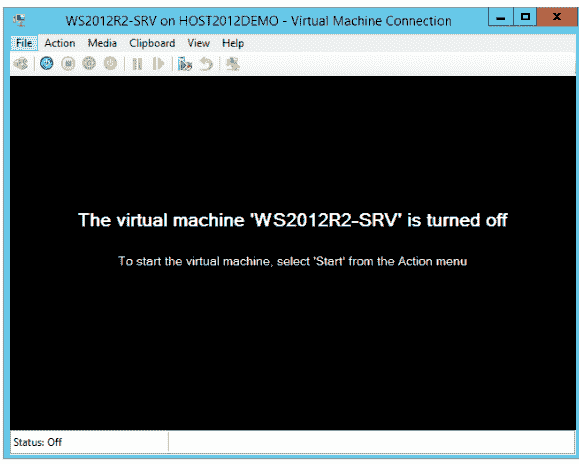 WS2012R2-SRV on HOST2012DEMO - Virtual Machine Connection
File Action Media Clipboard View Help
The virtual machine 'WS2012R2-SRV' is turned off
To start the virtual machine, select 'Start' from the Action menu
Status: Off